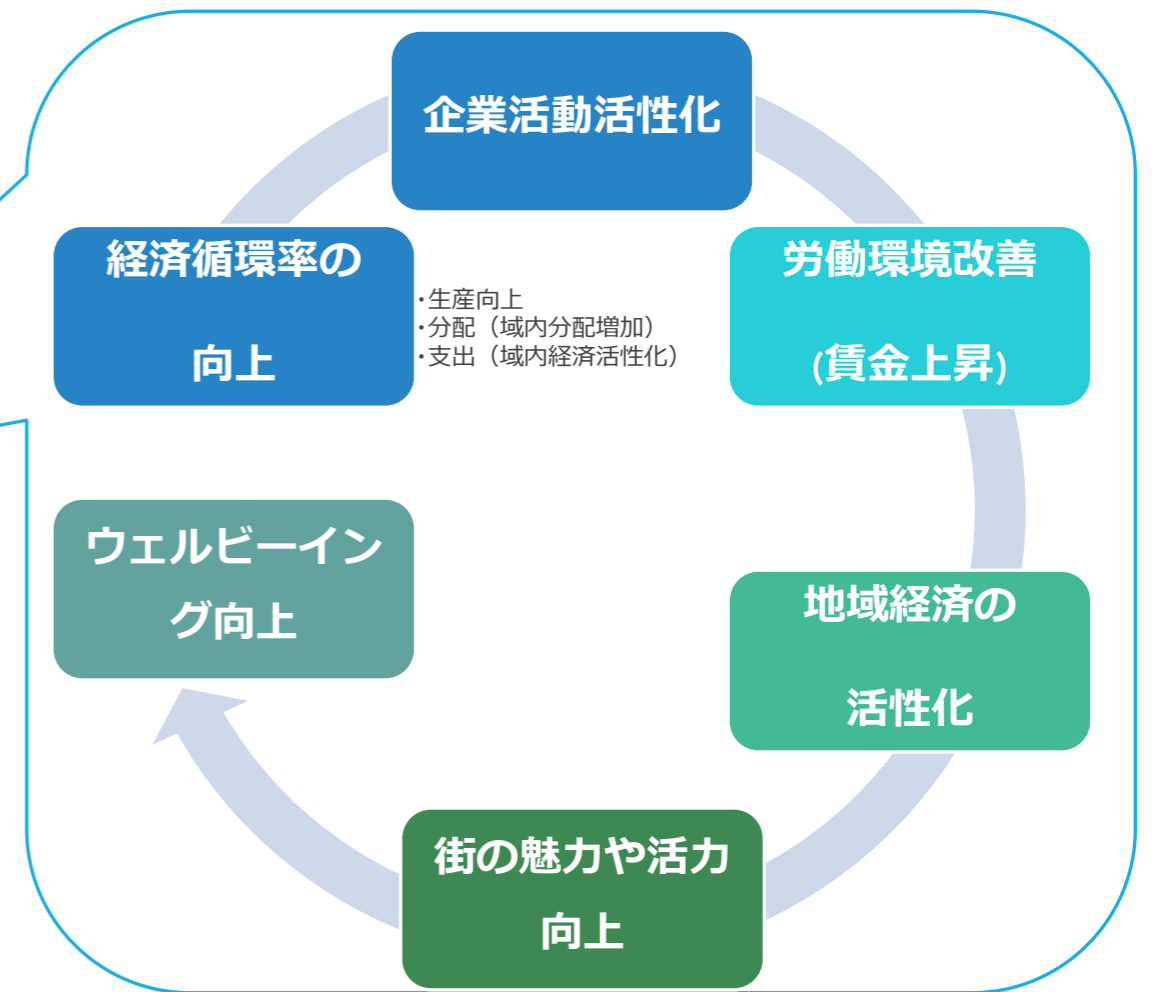 企業活動活性化
経済循環率の
向上
・生産向上
・分配（域内分配増加）
・支出（域内経済活性化）
労働環境改善
(賃金上昇)
ウェルビーイン
グ向上
地域経済の
活性化
街の魅力や活力
向上